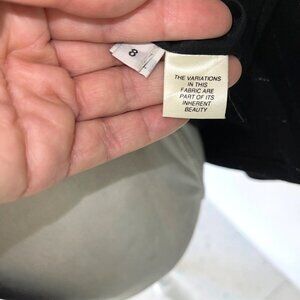 8
THE VARIATIONS
IN THIS
FABRIC ARE
PART OF ITS
INHERENT
BEAUTY